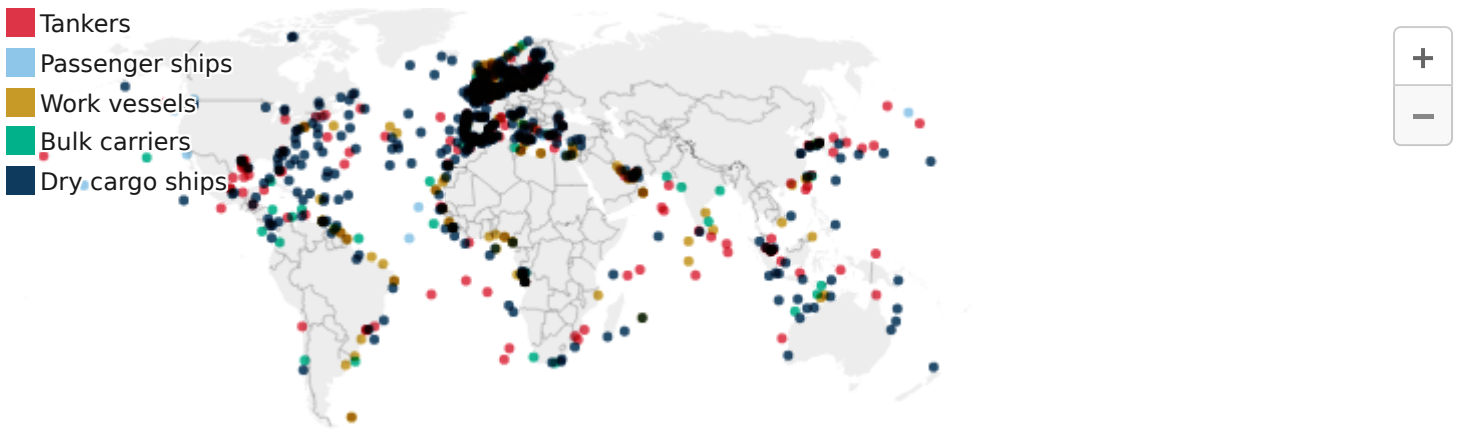 Tankers
Passenger ships
Work vessels
Bulk carriers
Dry cargo ships
+
−